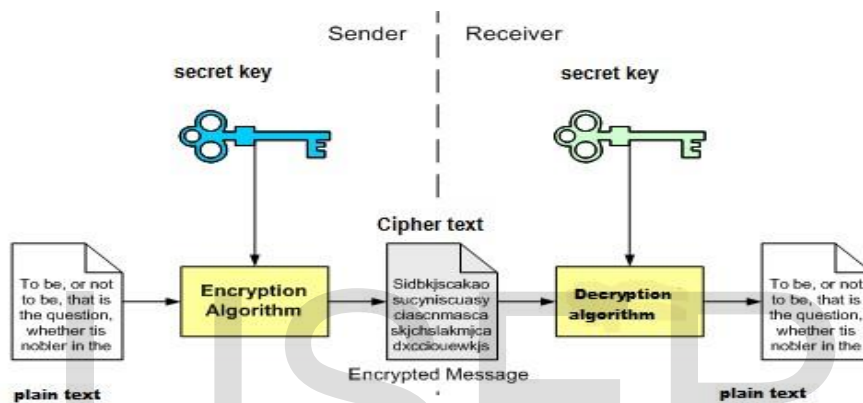 Sender
Receiver
secret key
secret key
Cipher text
To be, or not
to be, that is
the question,
whether tis
nobler in the
Encryption
Algorithm
Sidbkjscakao
sucyniscuasy
ciascnmasca
skjchslakmjca
dxcciouewkjs
Decryption
algorithm
To be, or not
to be, that is
the question,
whether tis
nobler in the
plain text
Encrypted Message
plain text
IJSER